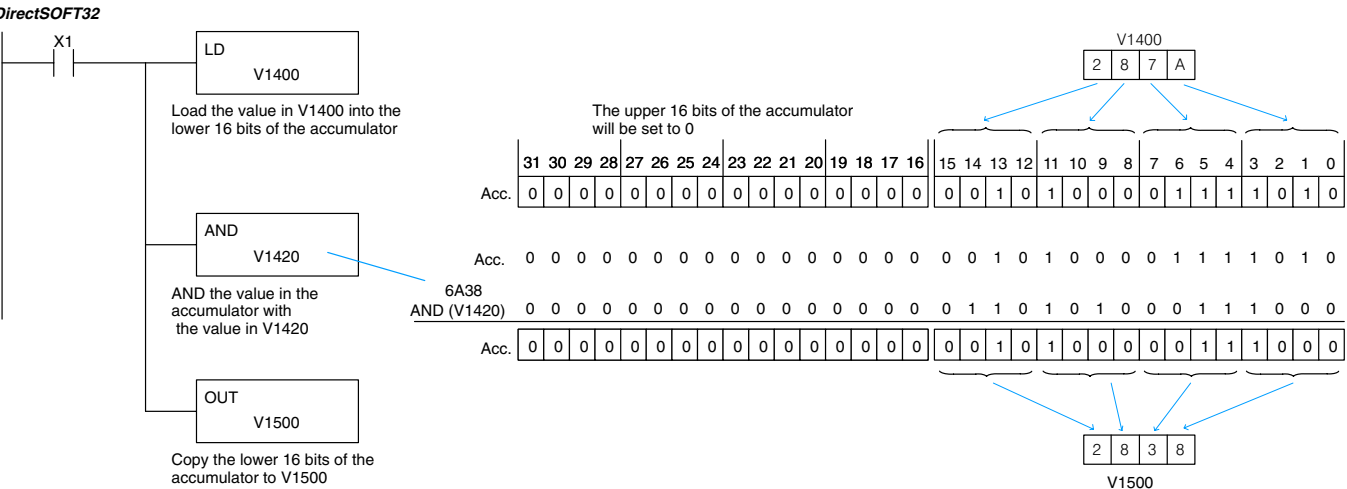 DirectSOFT32
X1
LD
V1400
Load the value in V1400 into the
lower 16 bits of the accumulator
AND
V1420
AND the value in the
accumulator with
the value in V1420
OUT
V1500
Copy the lower 16 bits of the
accumulator to V1500
V1400
2 8 7 A
The upper 16 bits of the accumulator
will be set to 0
31 30 29 28 27 26 25 24 23 22 21 20 19 18 17 16 15 14 13 12 11 10 9 8 7 6 5 4 3 2 1 0
Acc. 0 0 0 0 0 0 0 0 0 0 0 0 0 0 0 0 0 0 1 0 1 0 0 0 0 1 1 1 1 0 1 0
Acc. 0 0 0 0 0 0 0 0 0 0 0 0 0 0 0 0 0 0 1 0 1 0 0 0 0 1 1 1 1 0 1 0
6A38
AND (V1420) 0 0 0 0 0 0 0 0 0 0 0 0 0 0 0 0 0 1 1 0 1 0 1 0 0 0 1 1 1 0 0 0
Acc. 0 0 0 0 0 0 0 0 0 0 0 0 0 0 0 0 0 0 1 0 1 0 0 0 0 0 1 1 1 0 0 0
2 8 3 8
V1500